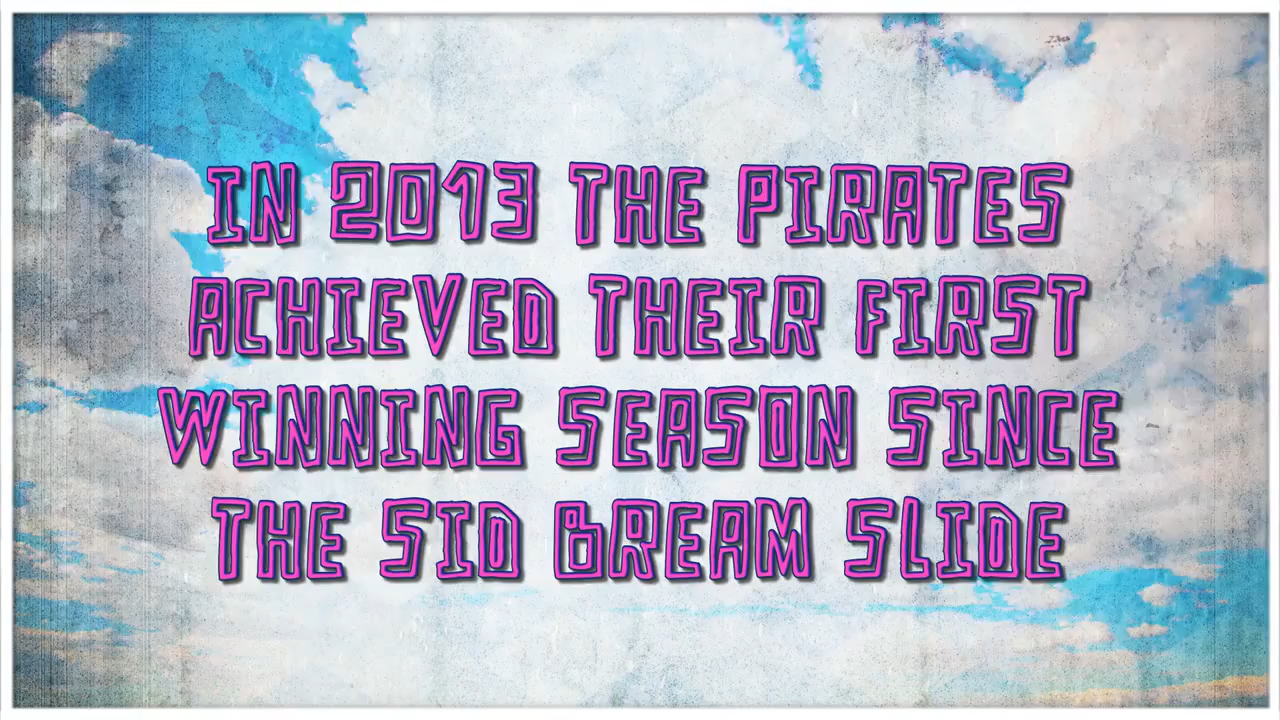 IN 2013 THE PIRATES
ACHIEVED THEIR FIRST
WINNING SEASON SINCE
THE SID BREAM SLIDE